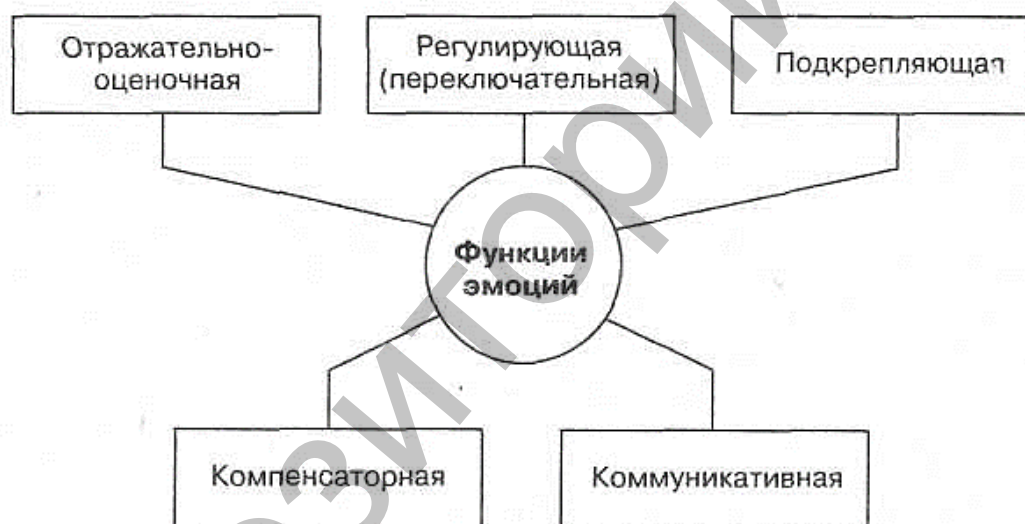 Отражательно-
оценочная
Регулирующая
(переключательная)
Подкрепляющая
Функции
эмоций
Компенсаторная
Коммуникативная